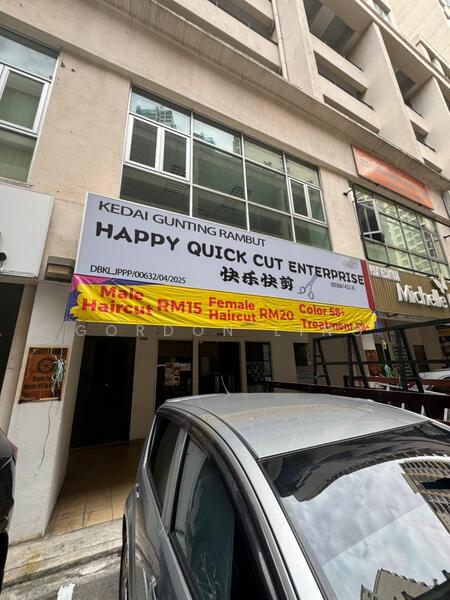 KEDAI GUNTING RAMBUT
HAPPY QUICK CUT ENTERPRISE
快乐快剪
DBKL.JPPP/00632/04/2025
Male
Haircut RM15
Female
Haircut RM20
Color 58+
Treatment
Michelle
GORDON